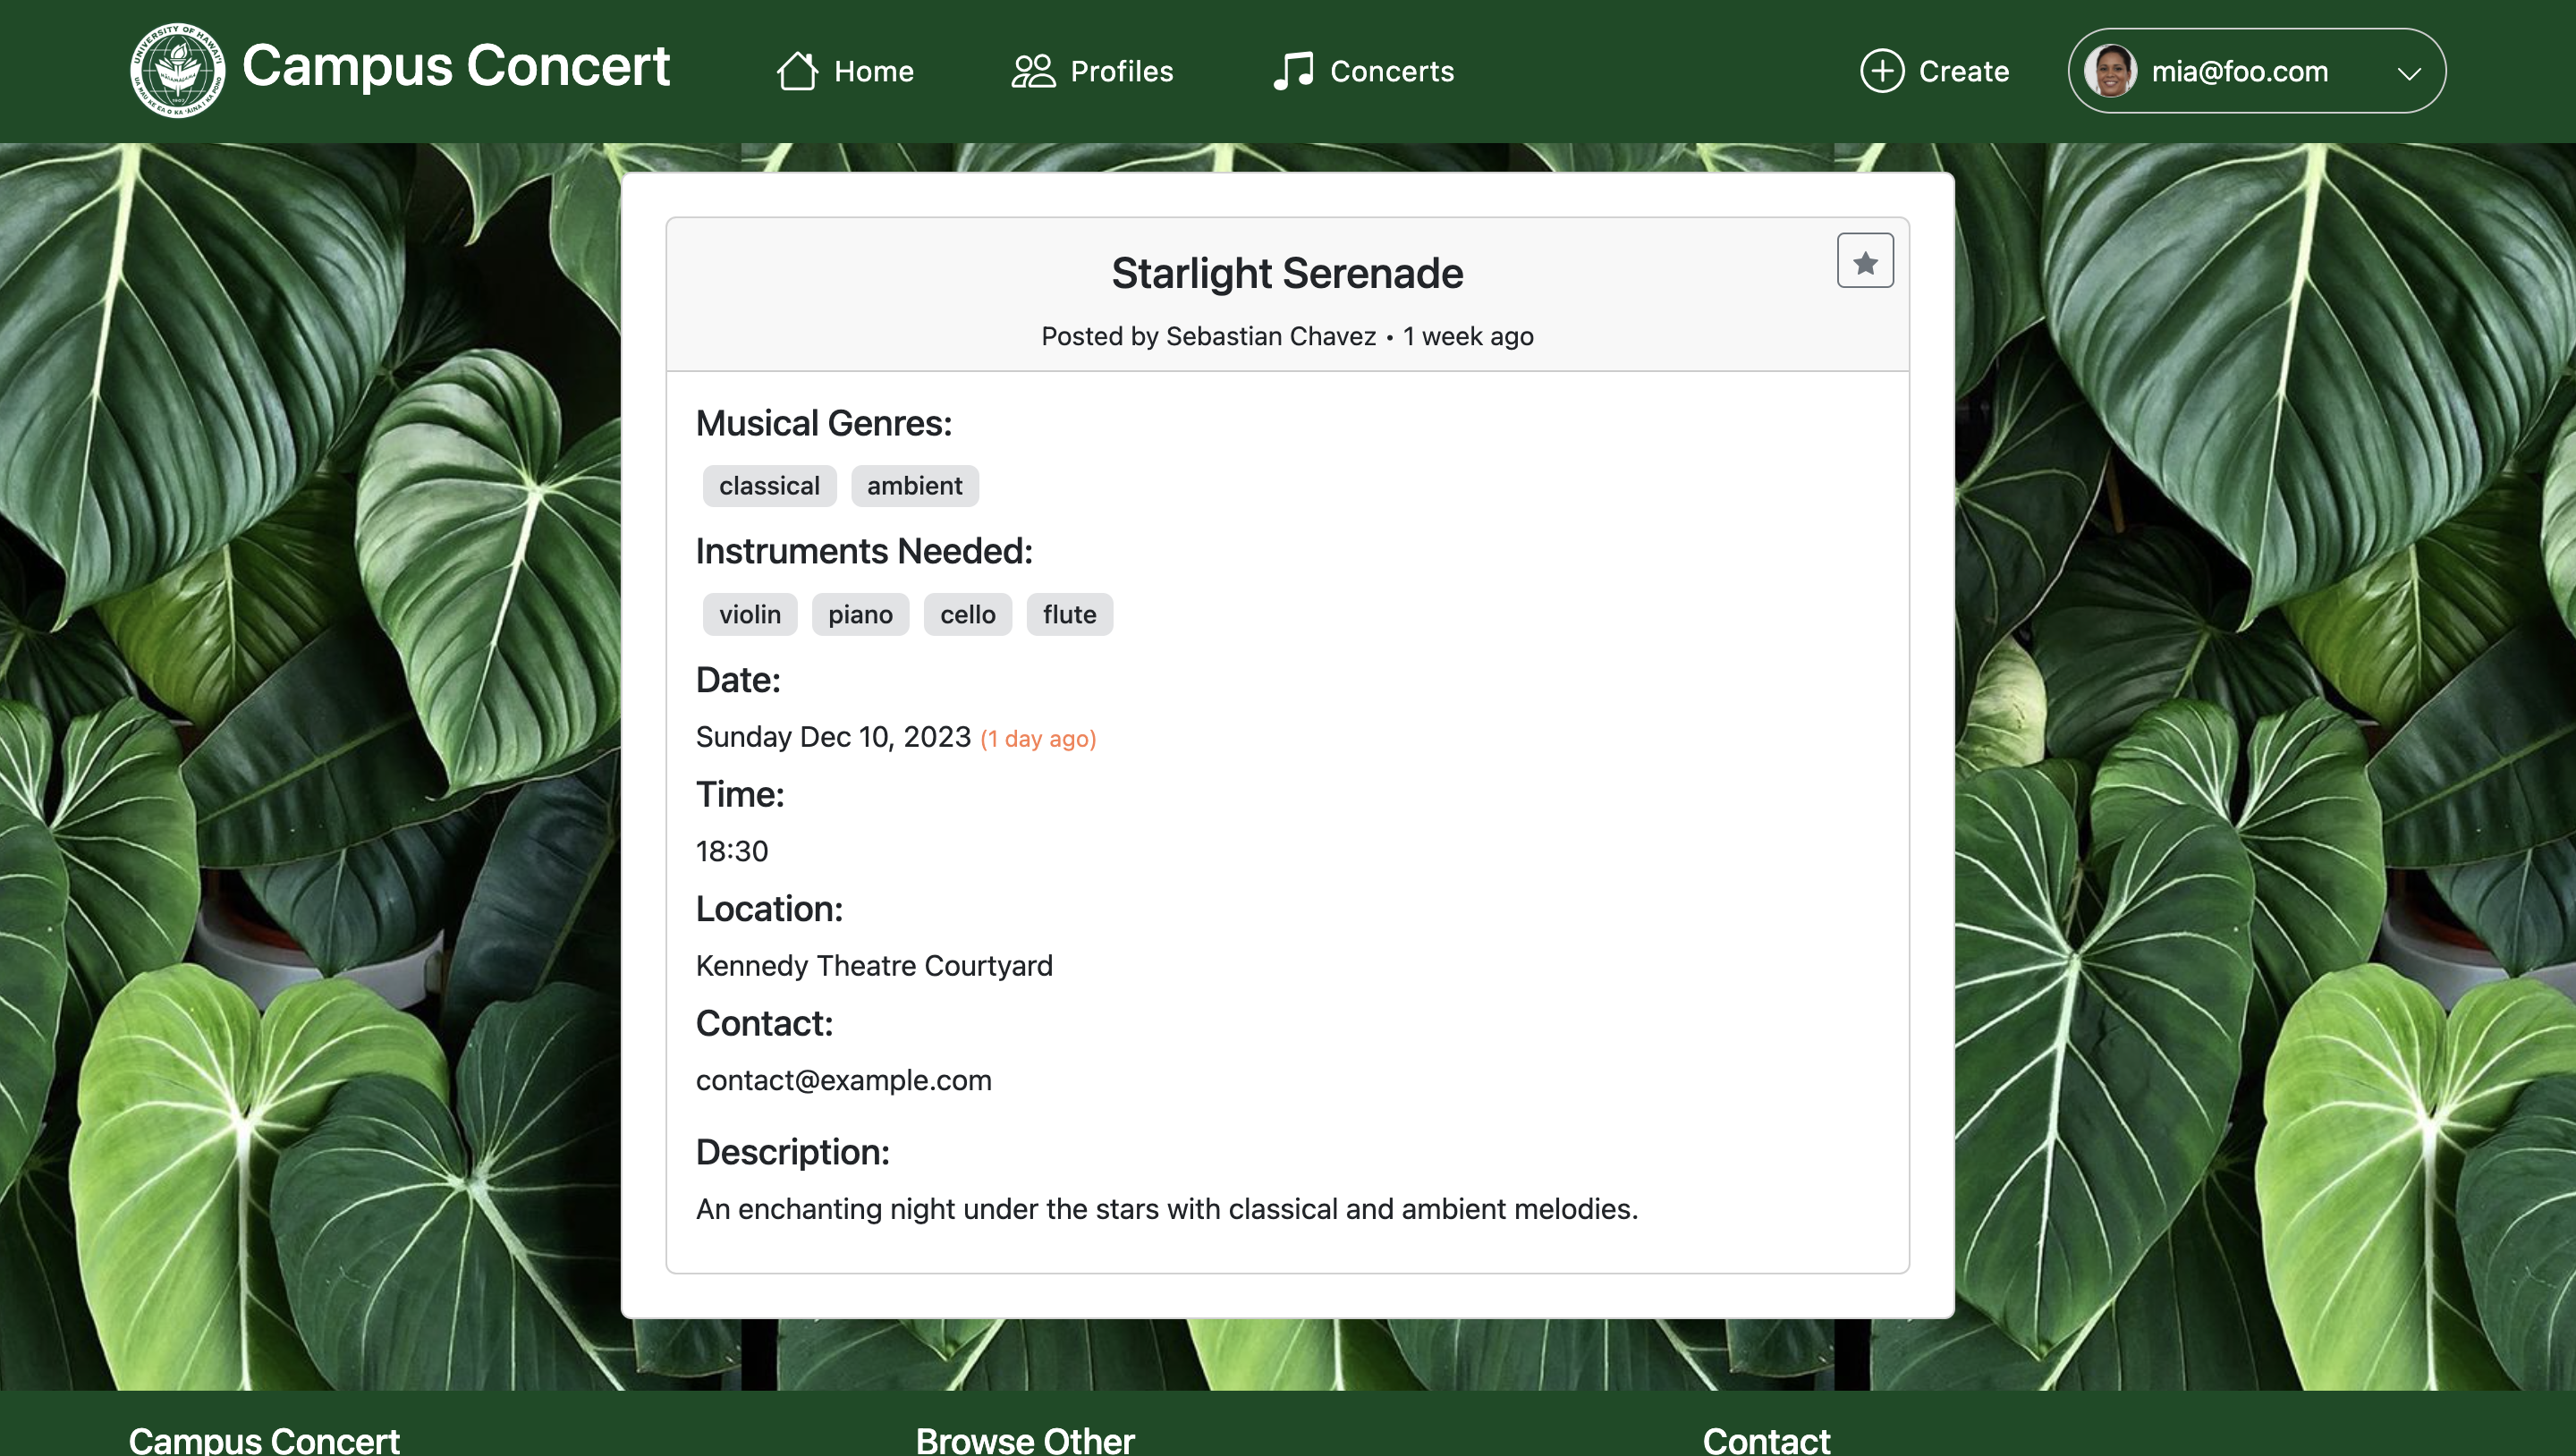 UNIVERSITY OF HAWAI'I
Campus Concert
Home
Profiles
Concerts
Create
mia@foo.com
Starlight Serenade
Posted by Sebastian Chavez • 1 week ago
Musical Genres:
classical ambient
Instruments Needed:
violin piano cello flute
Date:
Sunday Dec 10, 2023 (1 day ago)
Time:
18:30
Location:
Kennedy Theatre Courtyard
Contact:
contact@example.com
Description:
An enchanting night under the stars with classical and ambient melodies.
Campus Concert
Browse Other
Contact